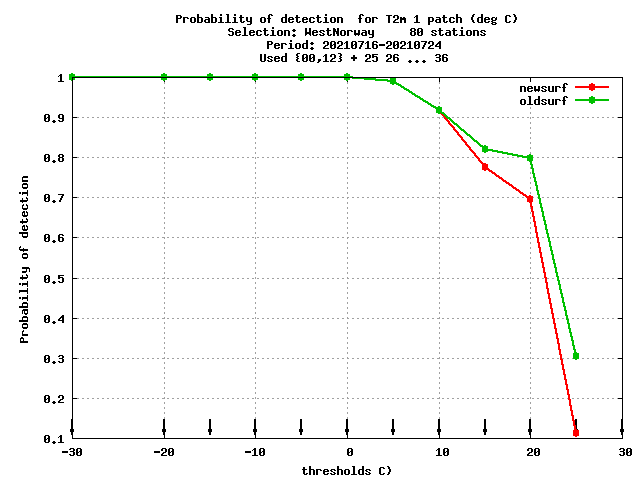 Probability of detection  for T2m 1 patch (deg C)
Selection: WestNorway     80 stations
Period: 20210716-20210724
Used {00,12} + 25 26 ... 36
newsurf
oldsurf
Probability of detection
1
0.9
0.8
0.7
0.6
0.5
0.4
0.3
0.2
0.1
-30 -20 -10 0 10 20 30
thresholds C)